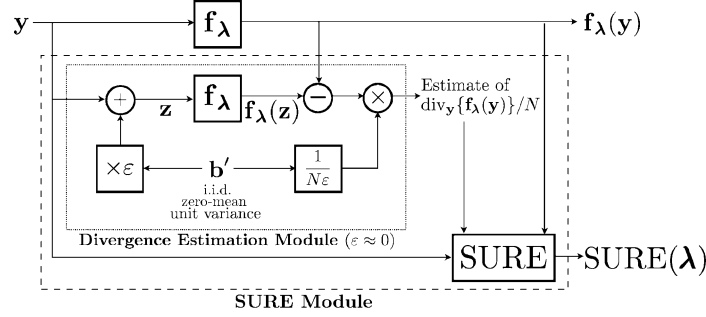 y
f_λ
f_λ(y)
+
z
f_λ
f_λ(z)
−
×
Estimate of
div_y{f_λ(y)}/N
×ε
b′
1/Nε
i.i.d.
zero-mean
unit variance
Divergence Estimation Module (ε ≈ 0)
SURE
SURE(λ)
SURE Module